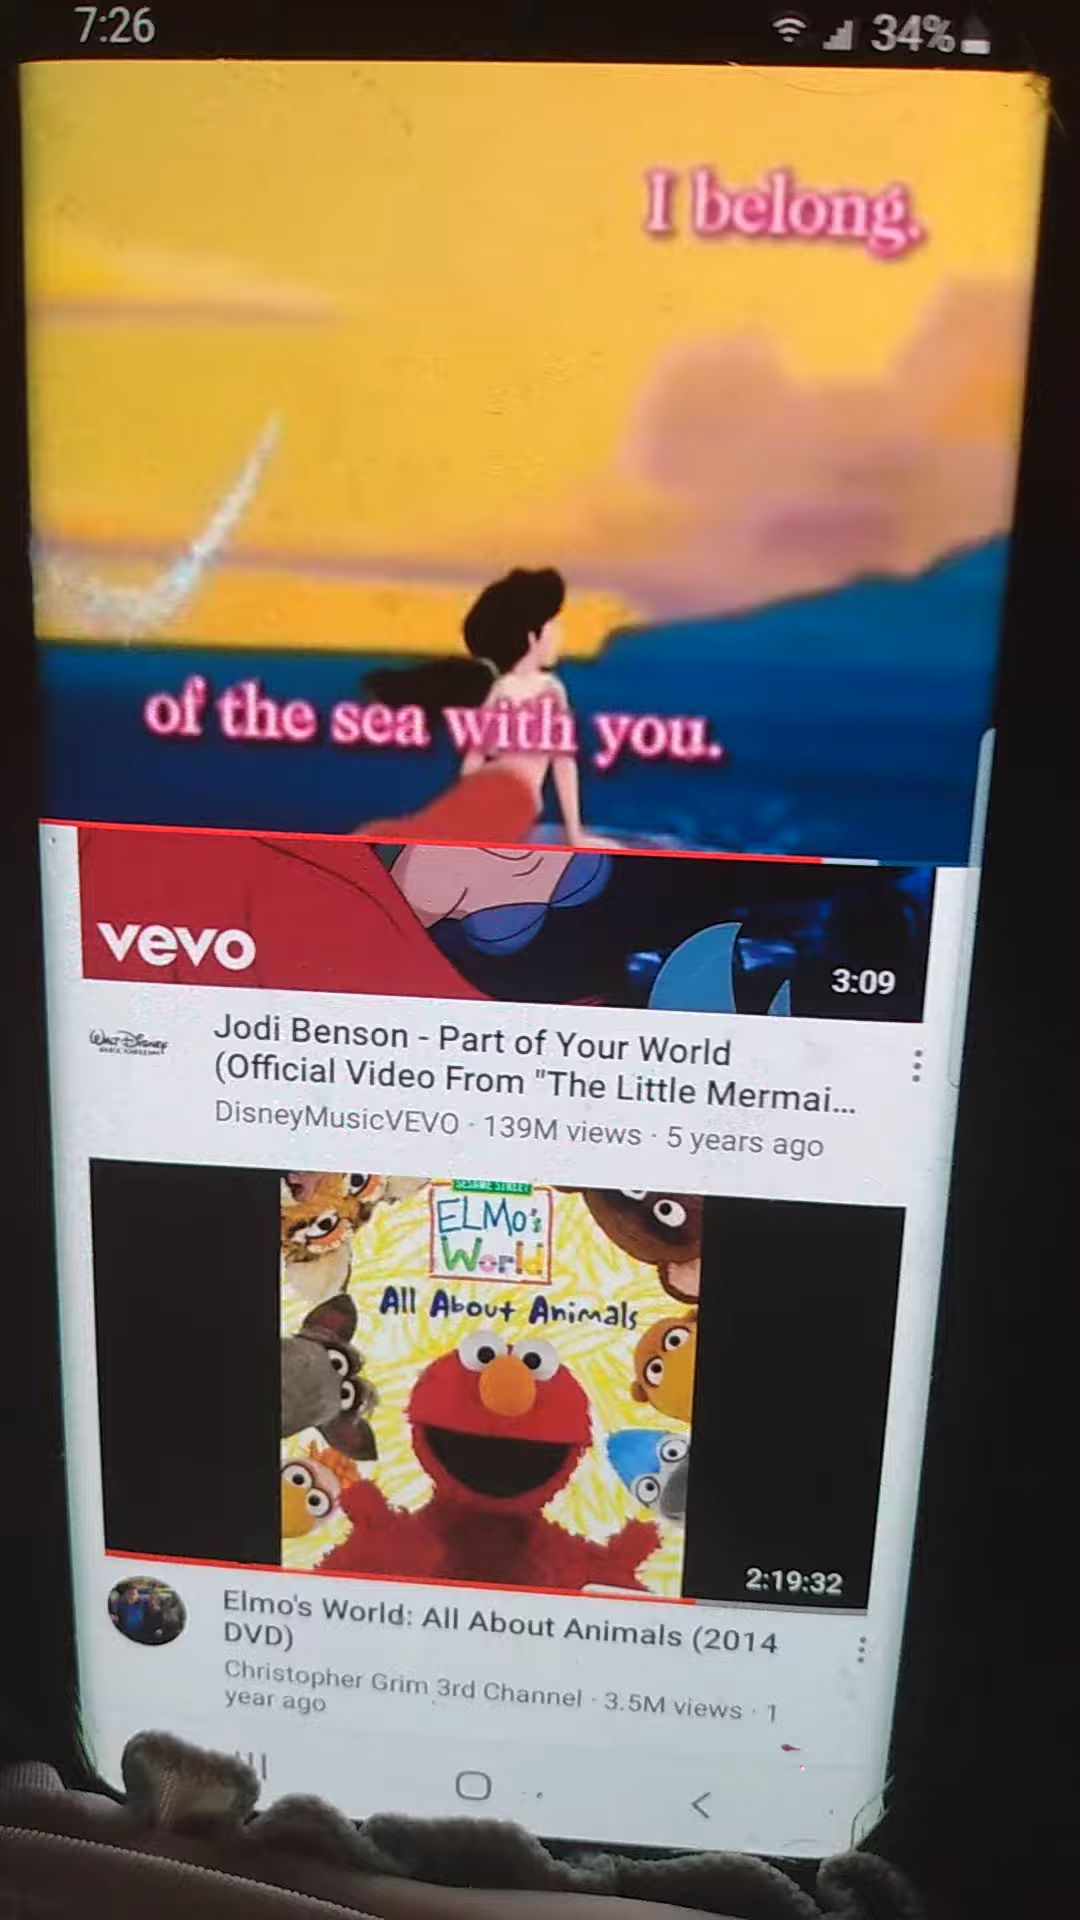 7:26
34%
I belong.
of the sea with you.
vevo
3:09
WALT DISNEY
Jodi Benson - Part of Your World
(Official Video From "The Little Mermai...
DisneyMusicVEVO · 139M views · 5 years ago
SESAME STREET
ELMo's
World
All About Animals
2:19:32
Elmo's World: All About Animals (2014
DVD)
Christopher Grim 3rd Channel · 3.5M views · 1
year ago